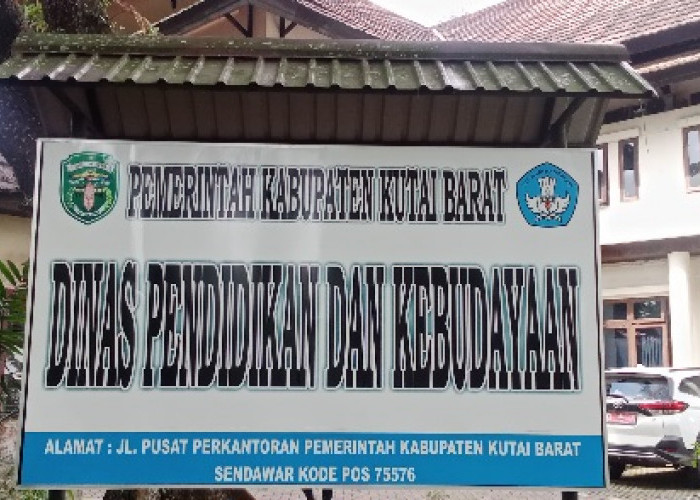 PEMERINTAH KABUPATEN KUTAI BARAT
DINAS PENDIDIKAN DAN KEBUDAYAAN
ALAMAT : JL. PUSAT PERKANTORAN PEMERINTAH KABUPATEN KUTAI BARAT
SENDAWAR KODE POS 75576